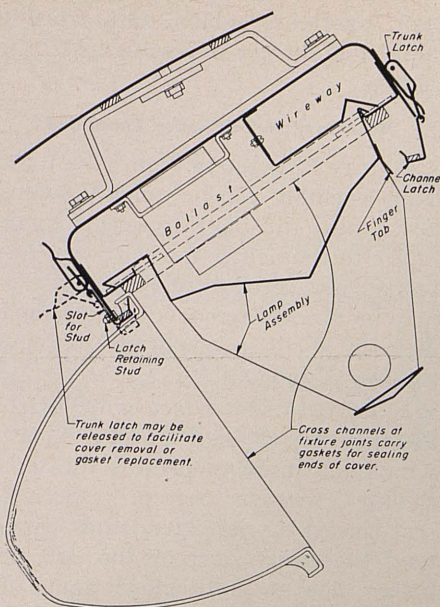 Trunk
Latch
Wireway
Channel
Latch
Ballast
Finger
Tab
Lamp
Assembly
Slot
for
Stud
Latch
Retaining
Stud
Trunk latch may be
released to facilitate
cover removal or
gasket replacement.
Cross channels at
fixture joints carry
gaskets for sealing
ends of cover.